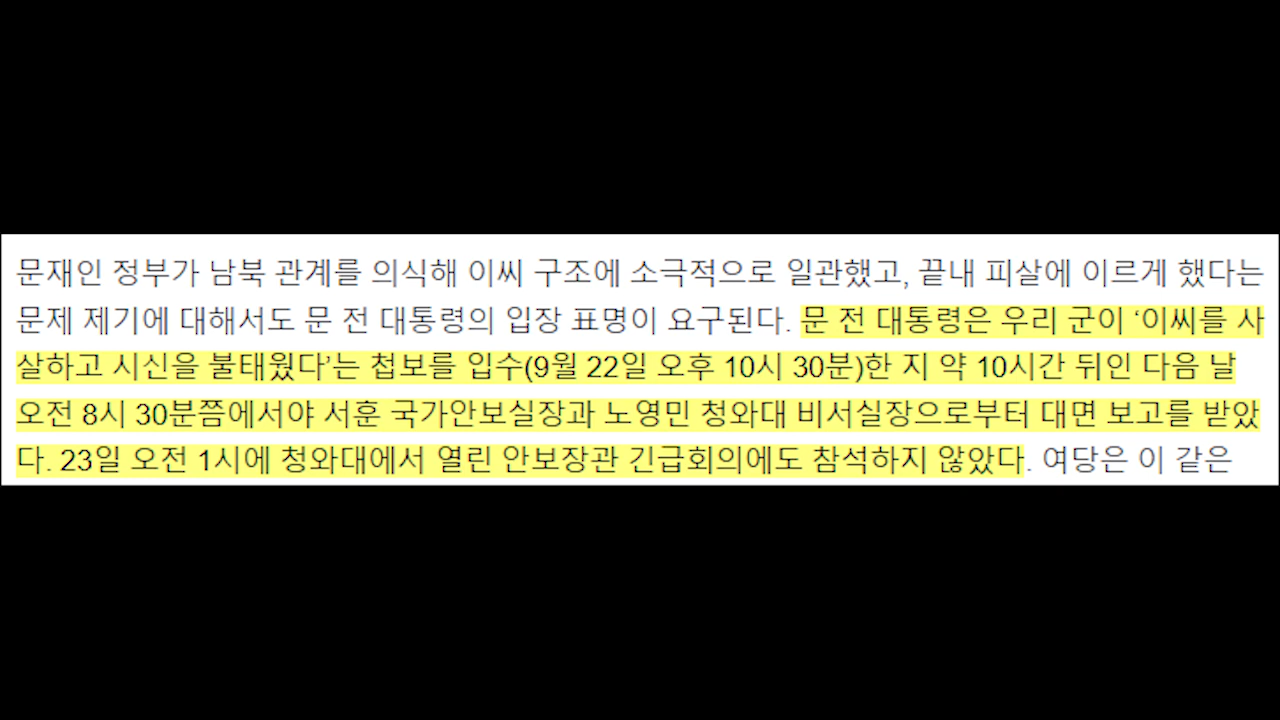 문재인 정부가 남북 관계를 의식해 이씨 구조에 소극적으로 일관했고, 끝내 피살에 이르게 했다는
문제 제기에 대해서도 문 전 대통령의 입장 표명이 요구된다. 문 전 대통령은 우리 군이 ‘이씨를 사
살하고 시신을 불태웠다’는 첩보를 입수(9월 22일 오후 10시 30분)한 지 약 10시간 뒤인 다음 날
오전 8시 30분쯤에서야 서훈 국가안보실장과 노영민 청와대 비서실장으로부터 대면 보고를 받았
다. 23일 오전 1시에 청와대에서 열린 안보장관 긴급회의에도 참석하지 않았다. 여당은 이 같은